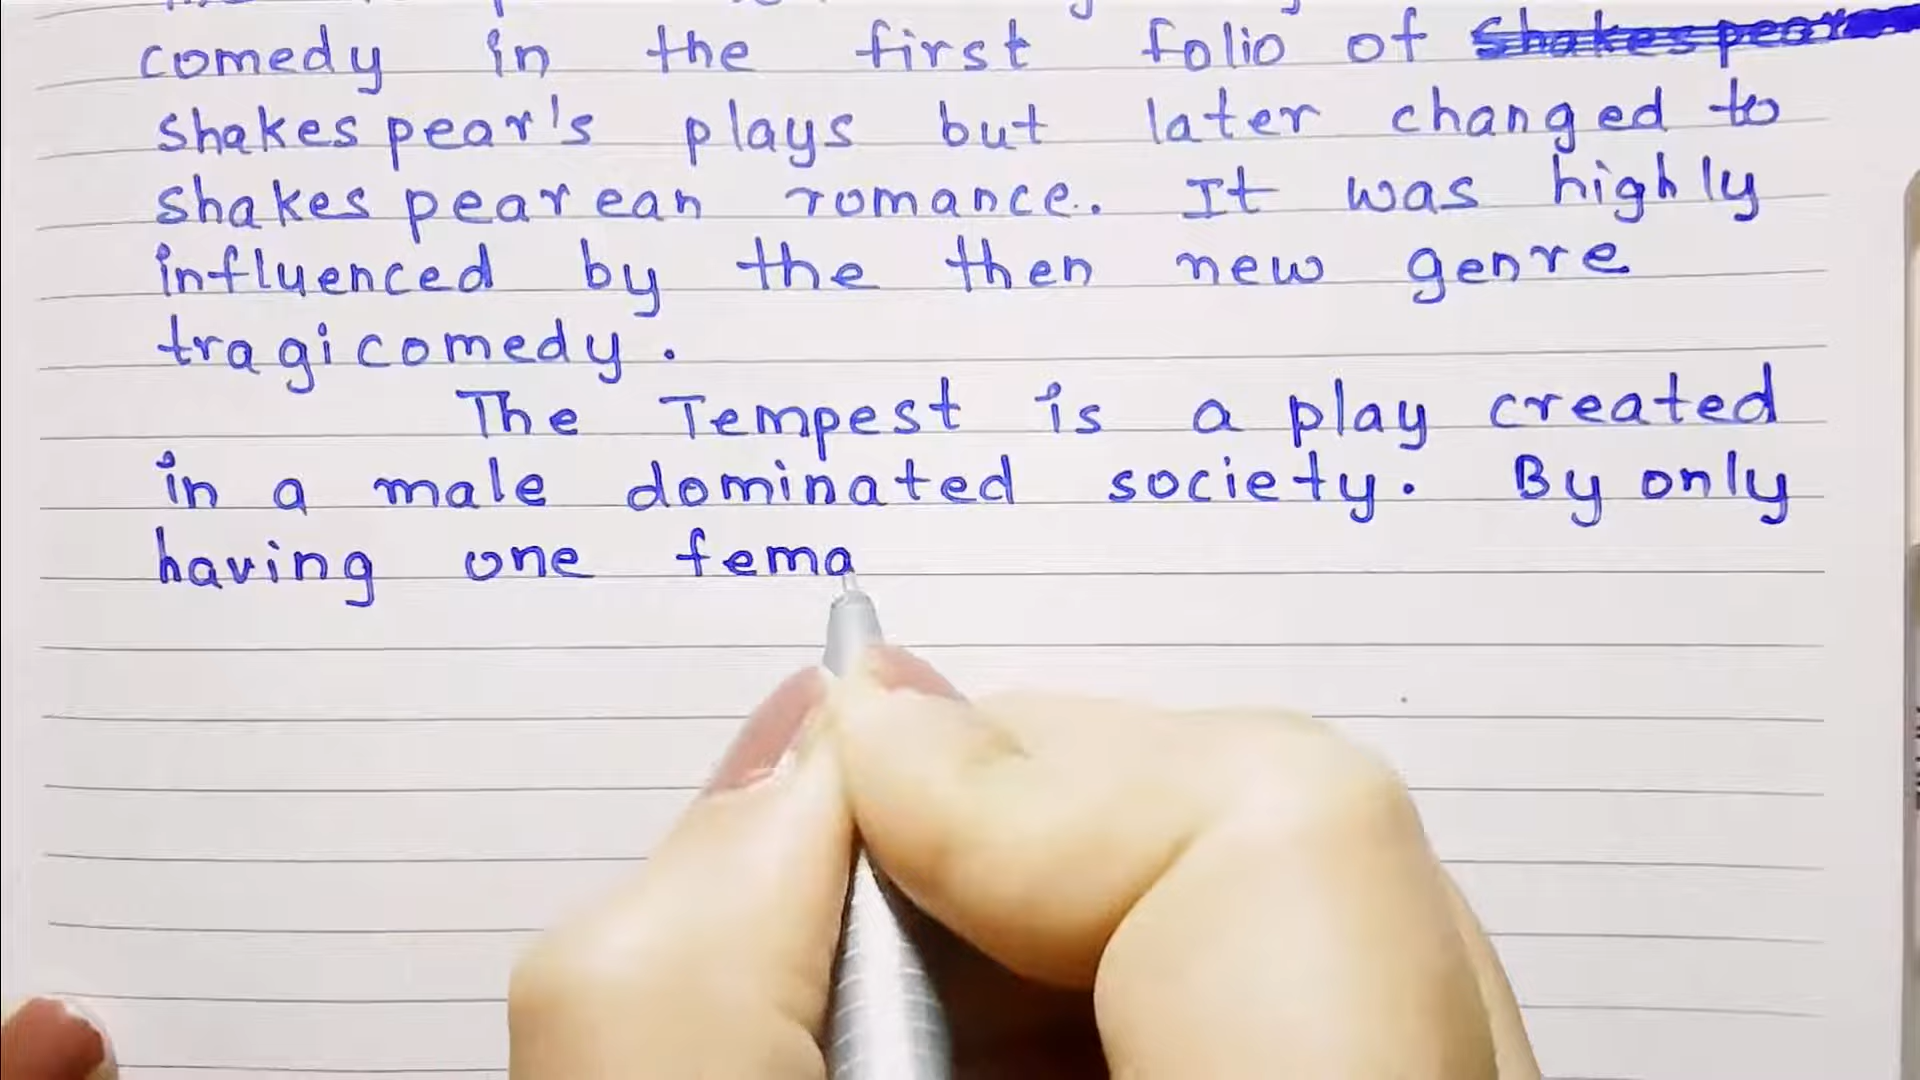 comedy in the first folio of
shakespear's plays but later changed to
shakespearean romance. It was highly
influenced by the then new genre
tragicomedy.
The Tempest is a play created
in a male dominated society. By only
having one fema